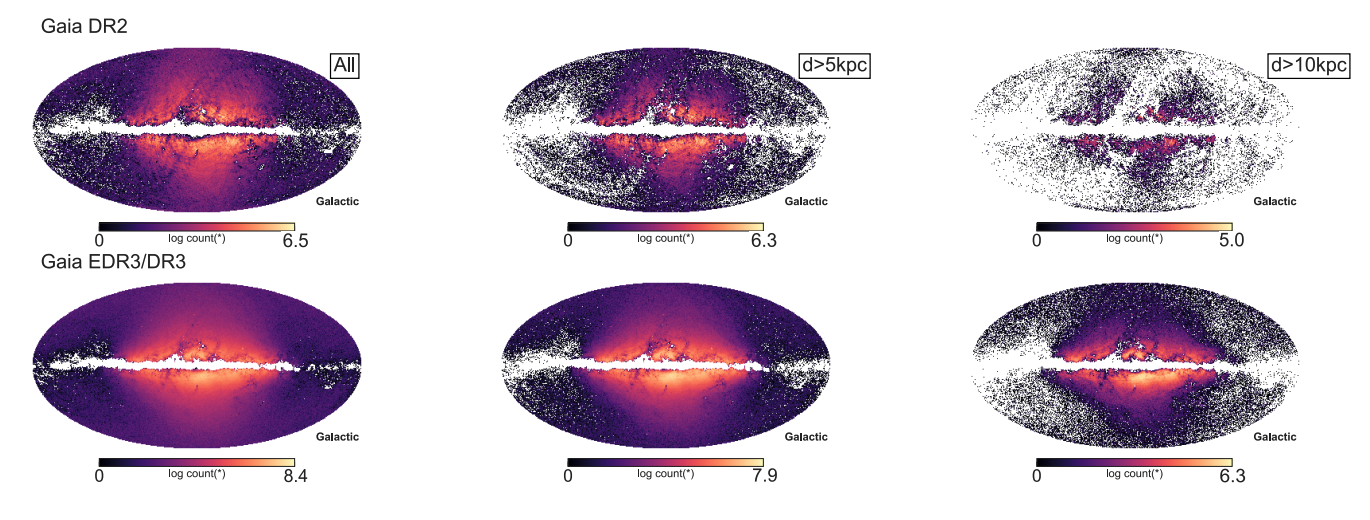 Gaia DR2
All
d>5kpc
d>10kpc
Galactic
Galactic
Galactic
0 log count(*) 6.5
0 log count(*) 6.3
0 log count(*) 5.0
Gaia EDR3/DR3
Galactic
Galactic
Galactic
0 log count(*) 8.4
0 log count(*) 7.9
0 log count(*) 6.3